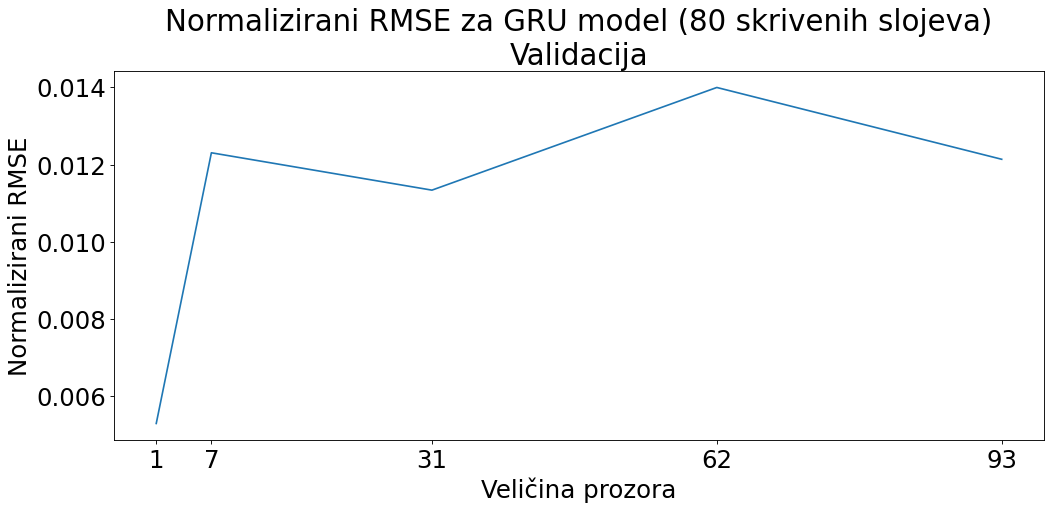 Normalizirani RMSE za GRU model (80 skrivenih slojeva)
Validacija
Normalizirani RMSE
0.014
0.012
0.010
0.008
0.006
1 7 31 62 93
Veličina prozora